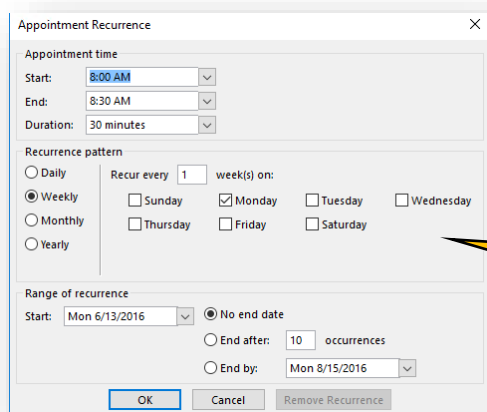 Appointment Recurrence
Appointment time
Start: 8:00 AM
End: 8:30 AM
Duration: 30 minutes
Recurrence pattern
Daily Recur every 1 week(s) on:
Weekly Sunday Monday Tuesday Wednesday
Monthly Thursday Friday Saturday
Yearly
Range of recurrence
Start: Mon 6/13/2016 No end date
End after: 10 occurrences
End by: Mon 8/15/2016
OK Cancel Remove Recurrence